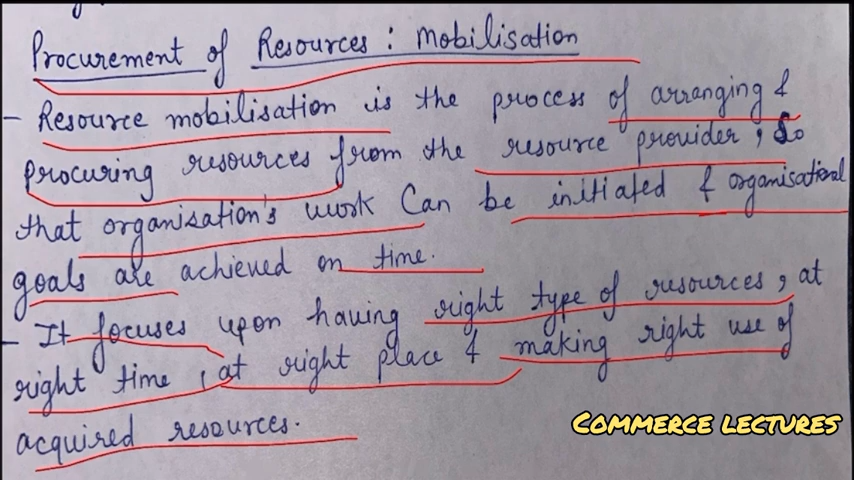 Procurement of Resources : Mobilisation
- Resource mobilisation is the process of arranging &
procuring resources from the resource provider, so
that organisation's work can be initiated & organisational
goals are achieved on time.
- It focuses upon having right type of resources, at
right time, at right place & making right use of
acquired resources.
COMMERCE LECTURES